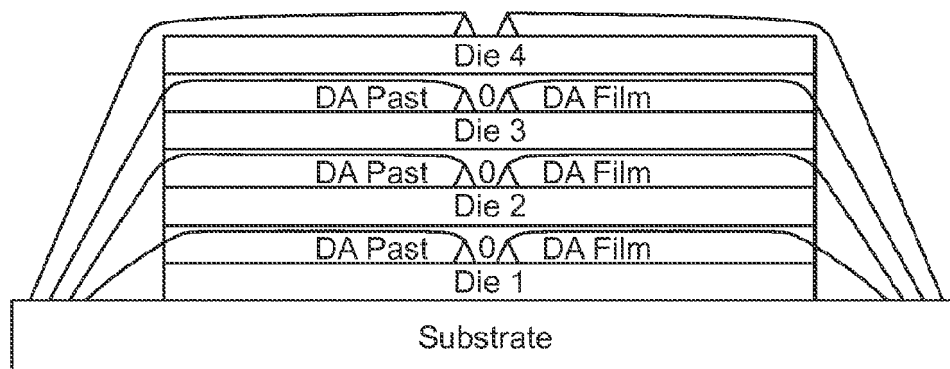 Die 4
DA Past 0 DA Film
Die 3
DA Past 0 DA Film
Die 2
DA Past 0 DA Film
Die 1
Substrate